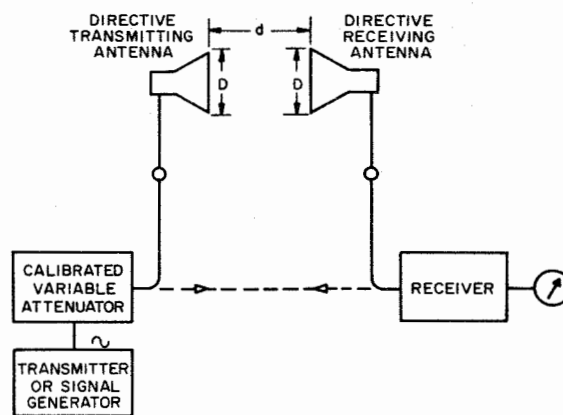 DIRECTIVE
TRANSMITTING
ANTENNA
d
DIRECTIVE
RECEIVING
ANTENNA
D
D
CALIBRATED
VARIABLE
ATTENUATOR
RECEIVER
TRANSMITTER
OR SIGNAL
GENERATOR